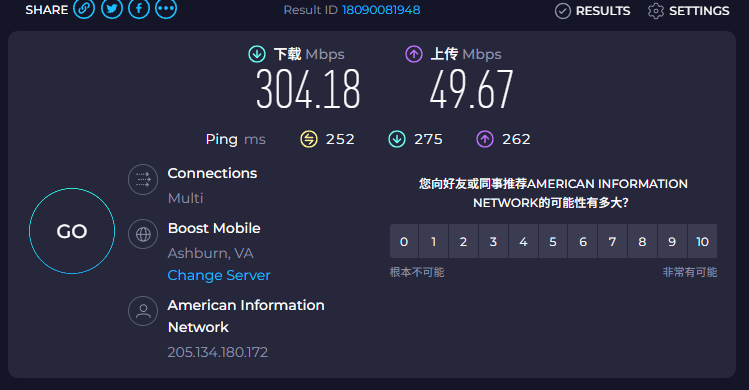 SHARE
Result ID 18090081948
RESULTS
SETTINGS
下载 Mbps
304.18
上传 Mbps
49.67
Ping ms 252 275 262
GO
Connections
Multi
Boost Mobile
Ashburn, VA
Change Server
American Information
Network
205.134.180.172
您向好友或同事推荐AMERICAN INFORMATION
NETWORK的可能性有多大?
0 1 2 3 4 5 6 7 8 9 10
根本不可能
非常有可能